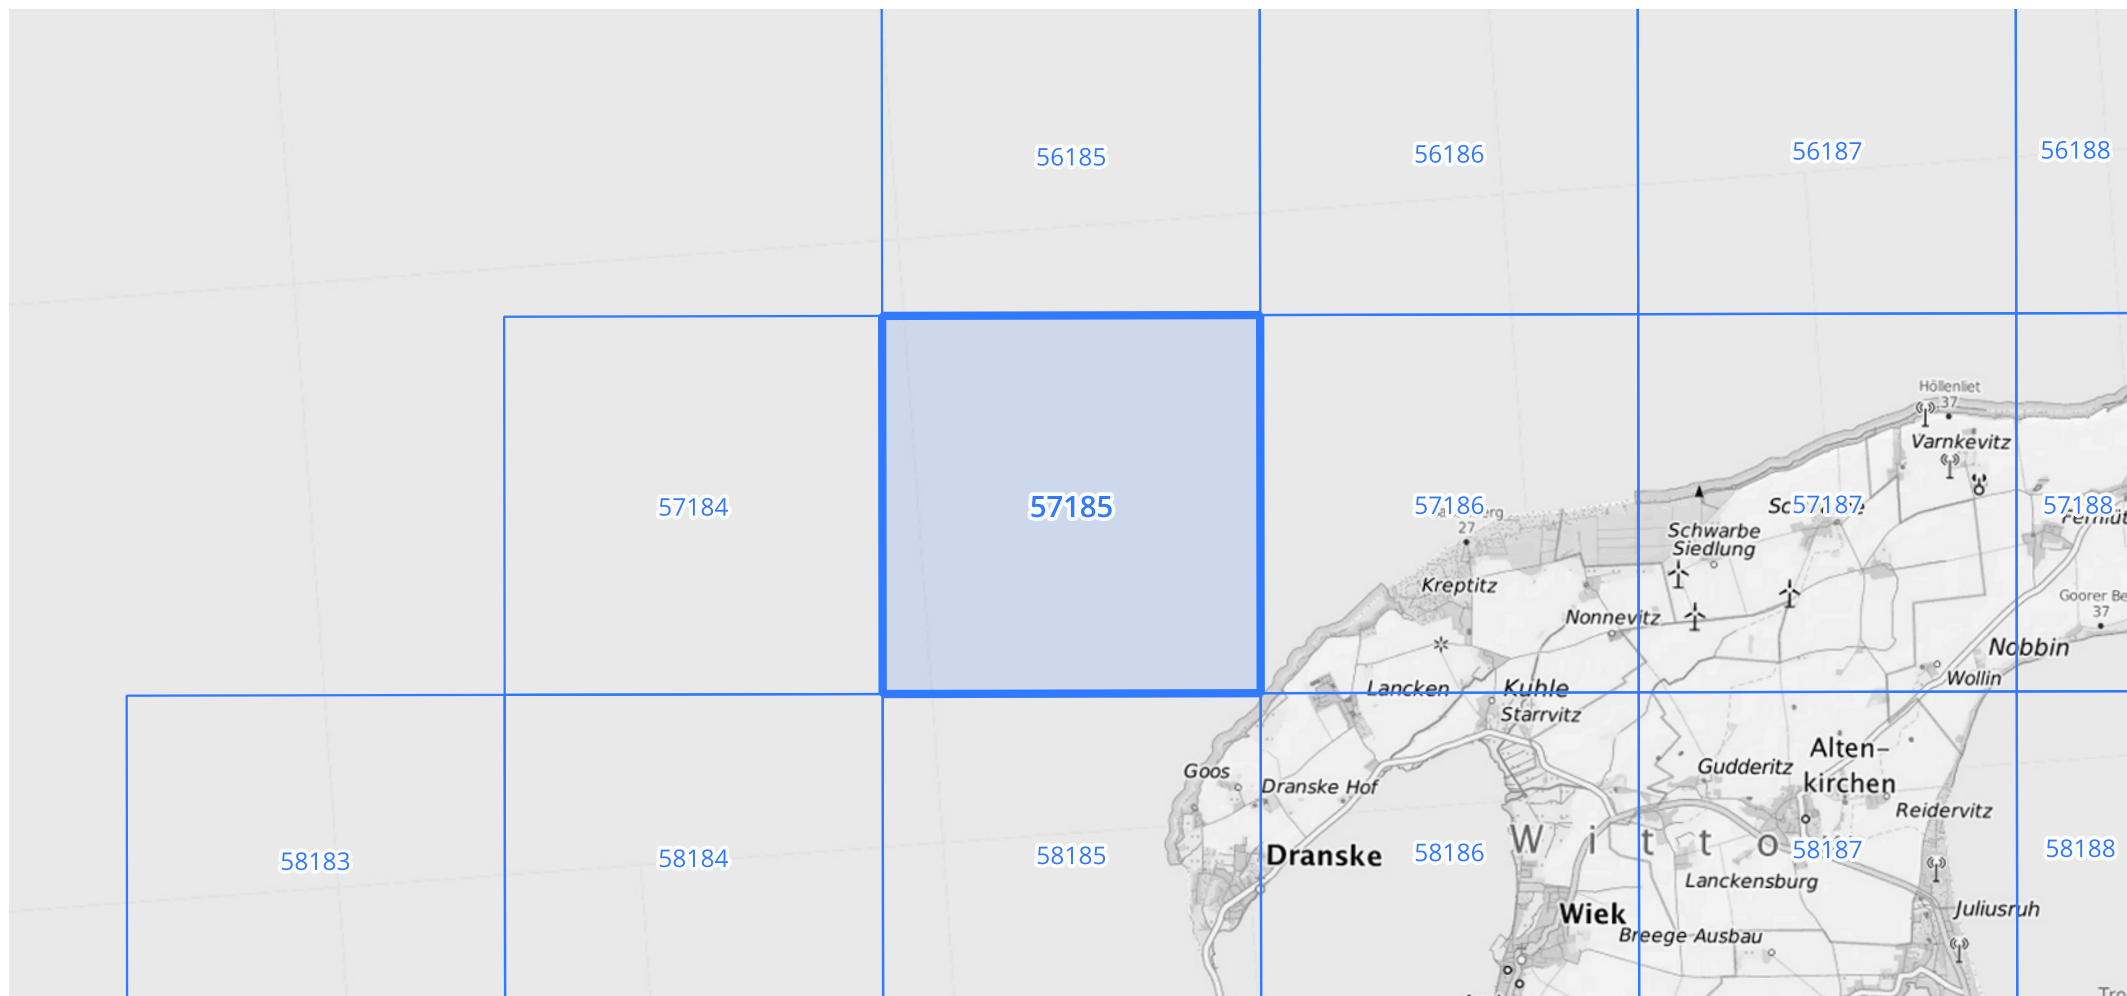 56185
56186
56187
56188
Höllenliet
37
Varnkevitz
57184
57185
57186
27
57187
57188
Schwarbe
Siedlung
Kreptitz
Nonnevitz
Goorer Be
37
Nobbin
Wollin
Lancken
Kuhle
Starrvitz
Goos
Dranske Hof
Gudderitz
Alten-
kirchen
Reidervitz
58183
58184
58185
Dranske
58186
Witto
58187
58188
Lanckensburg
Wiek
Breege Ausbau
Juliusruh